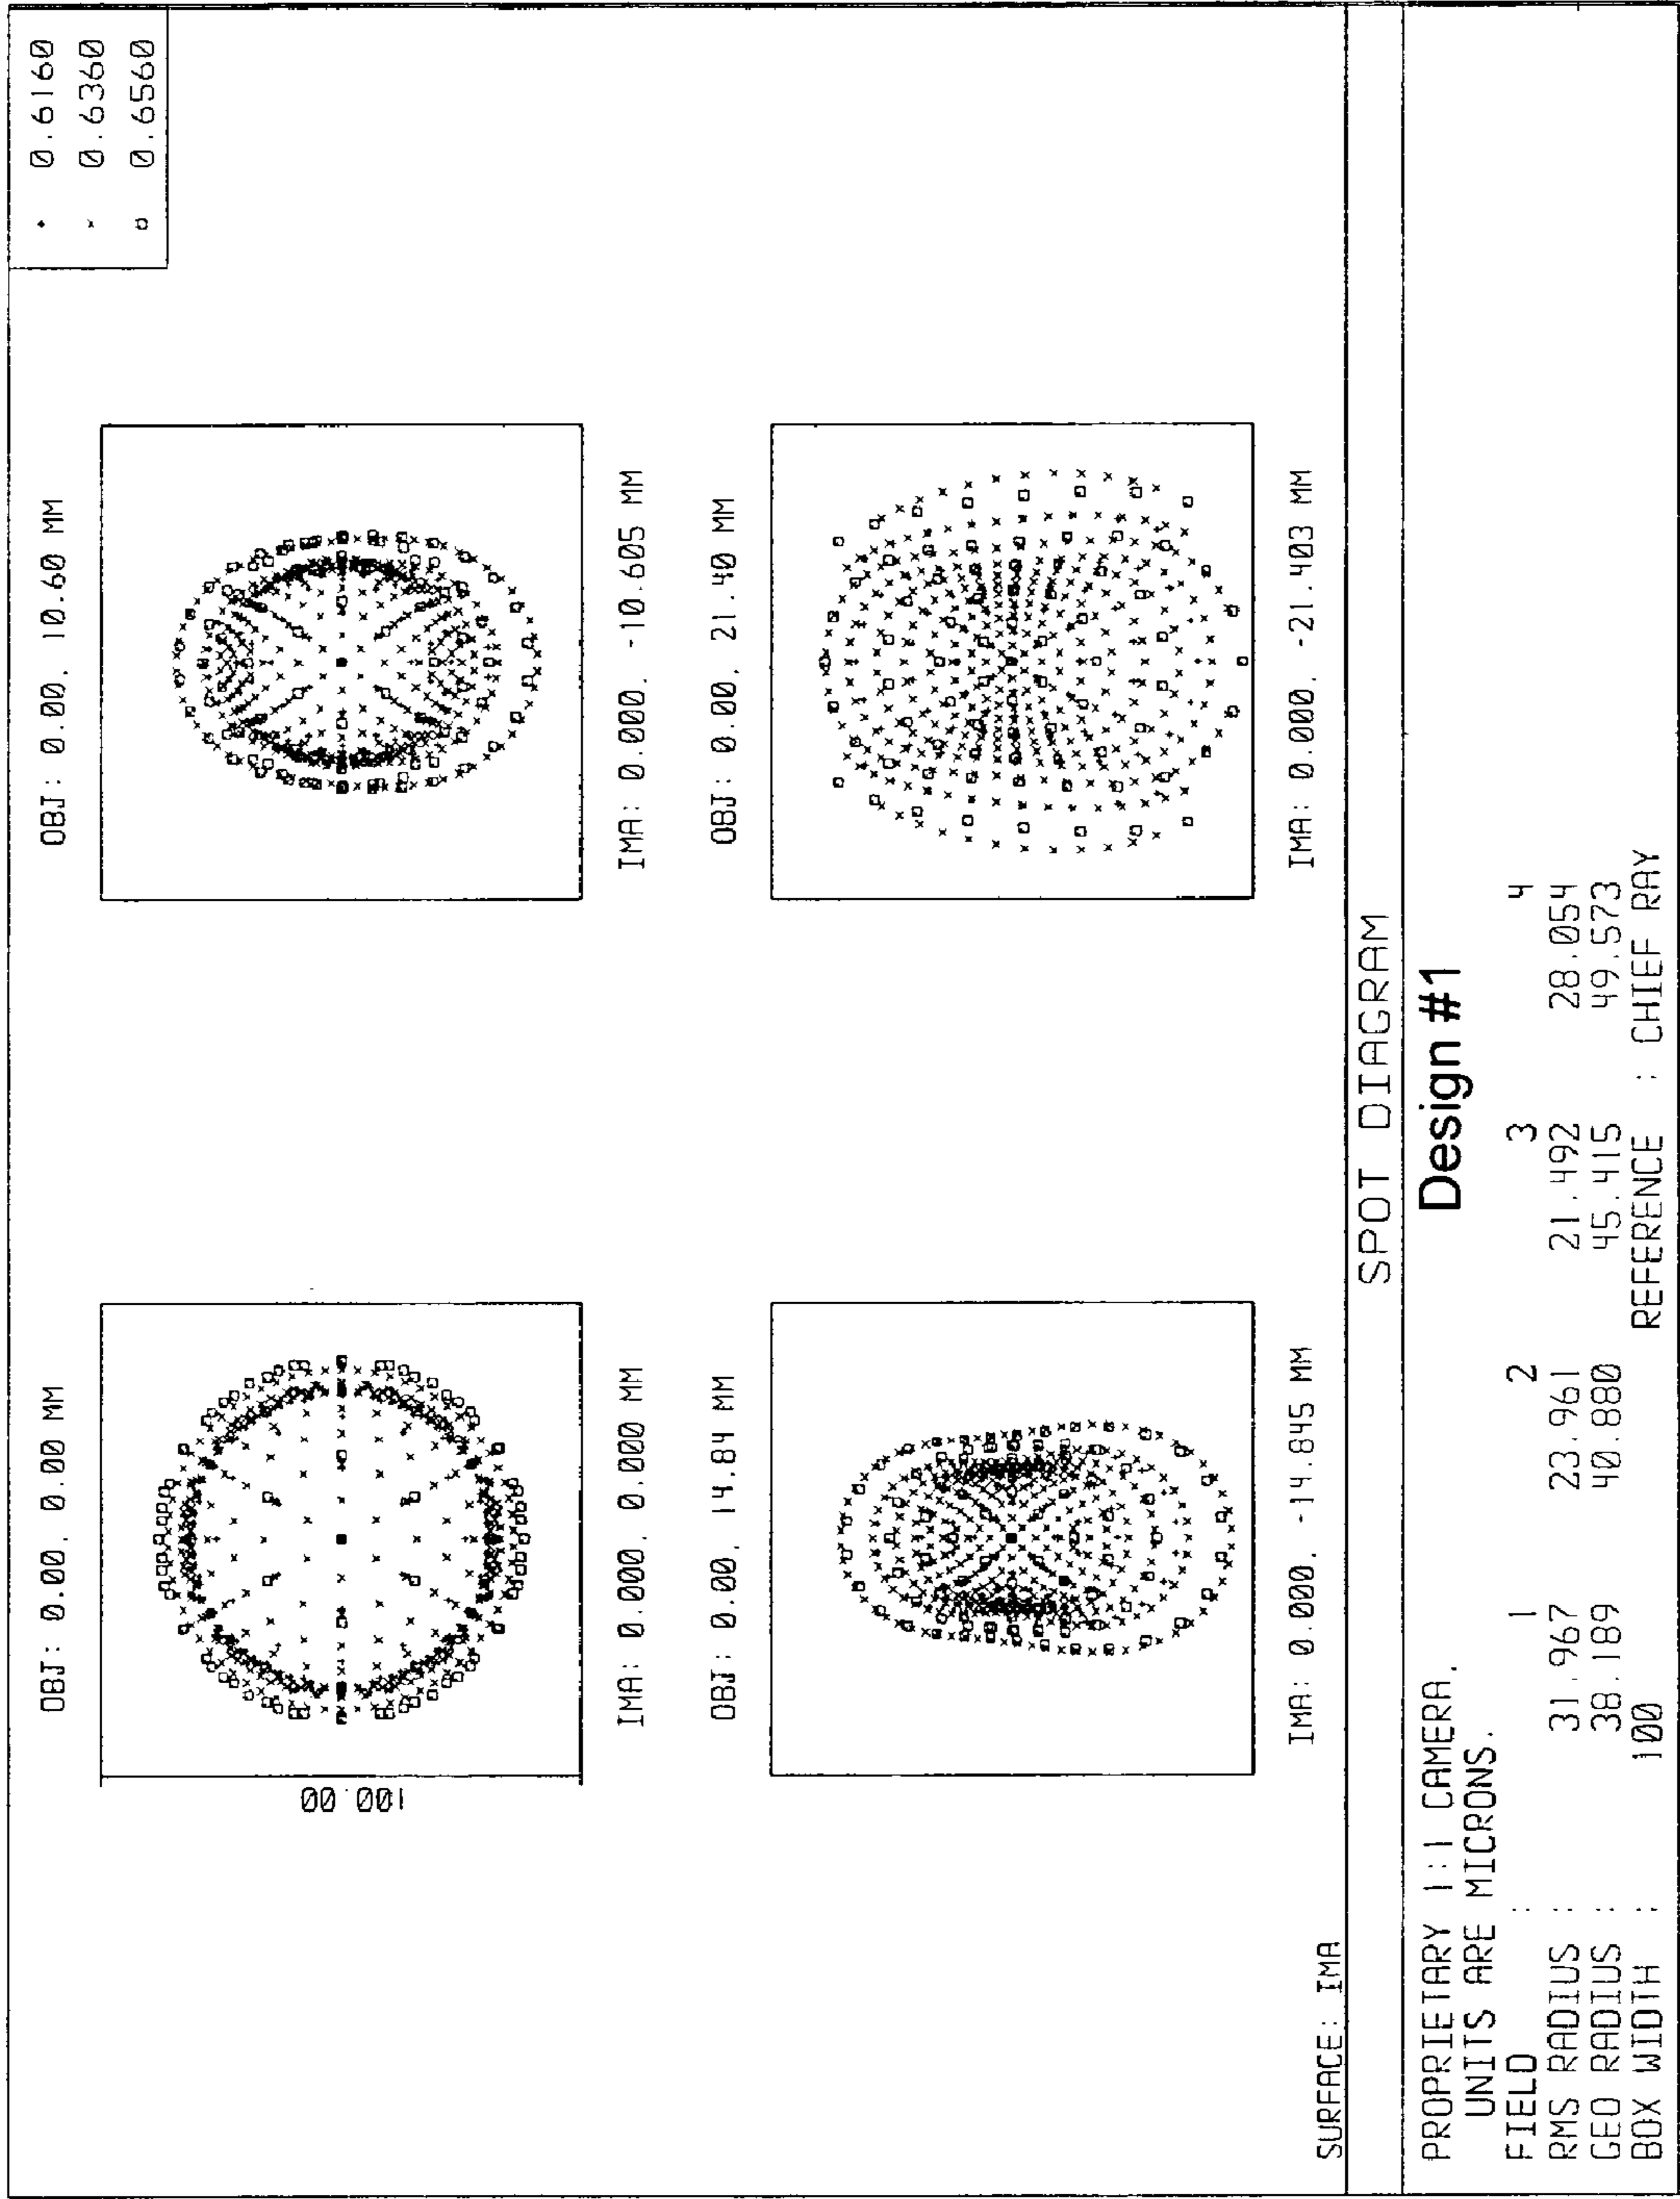 + 0.6160
× 0.6360
□ 0.6560
OBJ: 0.00, 0.00 MM
OBJ: 0.00, 10.60 MM
100.00
IMA: 0.000, 0.000 MM
IMA: 0.000, -10.605 MM
OBJ: 0.00, 14.84 MM
OBJ: 0.00, 21.40 MM
IMA: 0.000, -14.845 MM
IMA: 0.000, -21.403 MM
SURFACE: IMA
SPOT DIAGRAM
PROPRIETARY 1:1 CAMERA.
Design #1
UNITS ARE MICRONS.
FIELD : 1 2 3 4
RMS RADIUS : 31.967 23.961 21.492 28.054
GEO RADIUS : 38.189 40.880 45.415 49.573
BOX WIDTH : 100 REFERENCE : CHIEF RAY